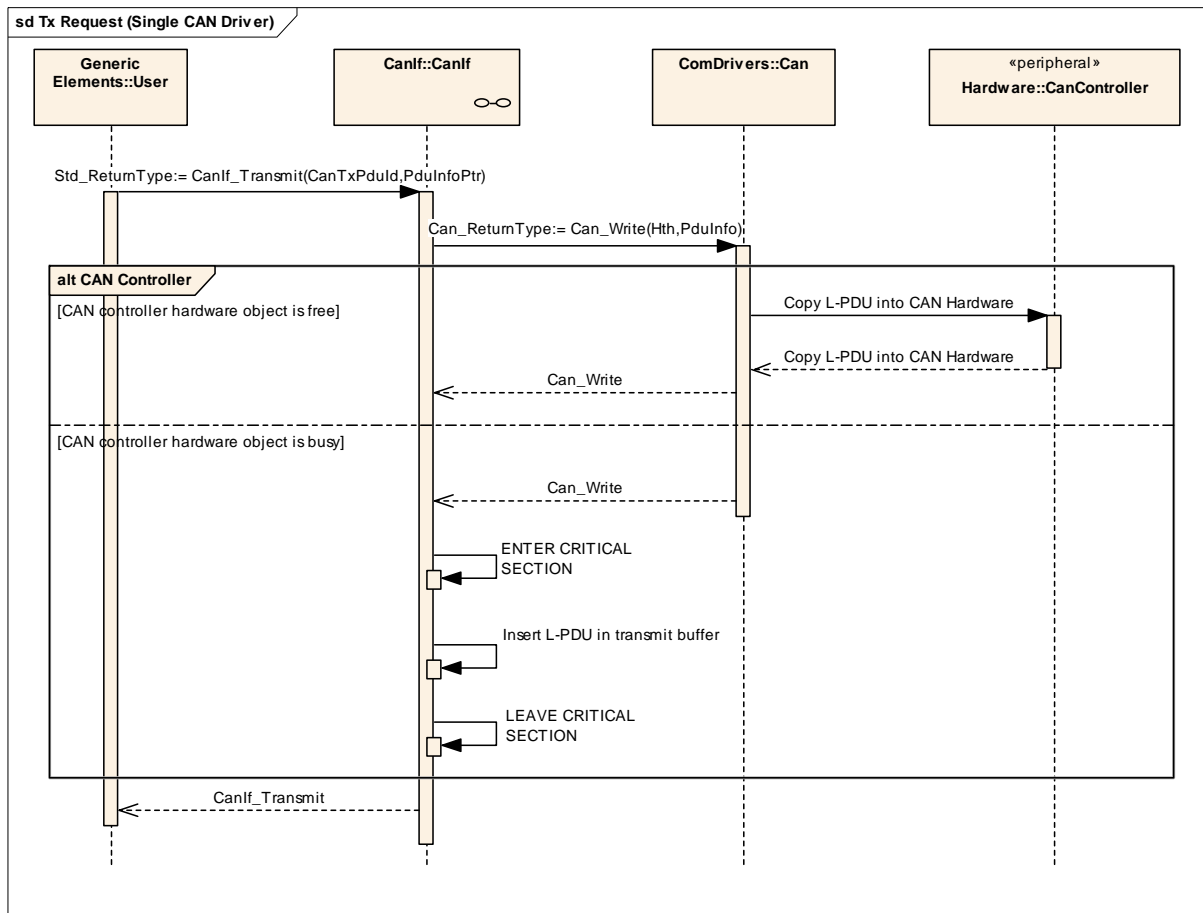 sd Tx Request (Single CAN Driver)
Generic
Elements::User
CanIf::CanIf
ComDrivers::Can
«peripheral»
Hardware::CanController
Std_ReturnType:= CanIf_Transmit(CanTxPduId,PduInfoPtr)
Can_ReturnType:= Can_Write(Hth,PduInfo)
alt CAN Controller
[CAN controller hardware object is free]
Copy L-PDU into CAN Hardware
Copy L-PDU into CAN Hardware
Can_Write
[CAN controller hardware object is busy]
Can_Write
ENTER CRITICAL
SECTION
Insert L-PDU in transmit buffer
LEAVE CRITICAL
SECTION
CanIf_Transmit